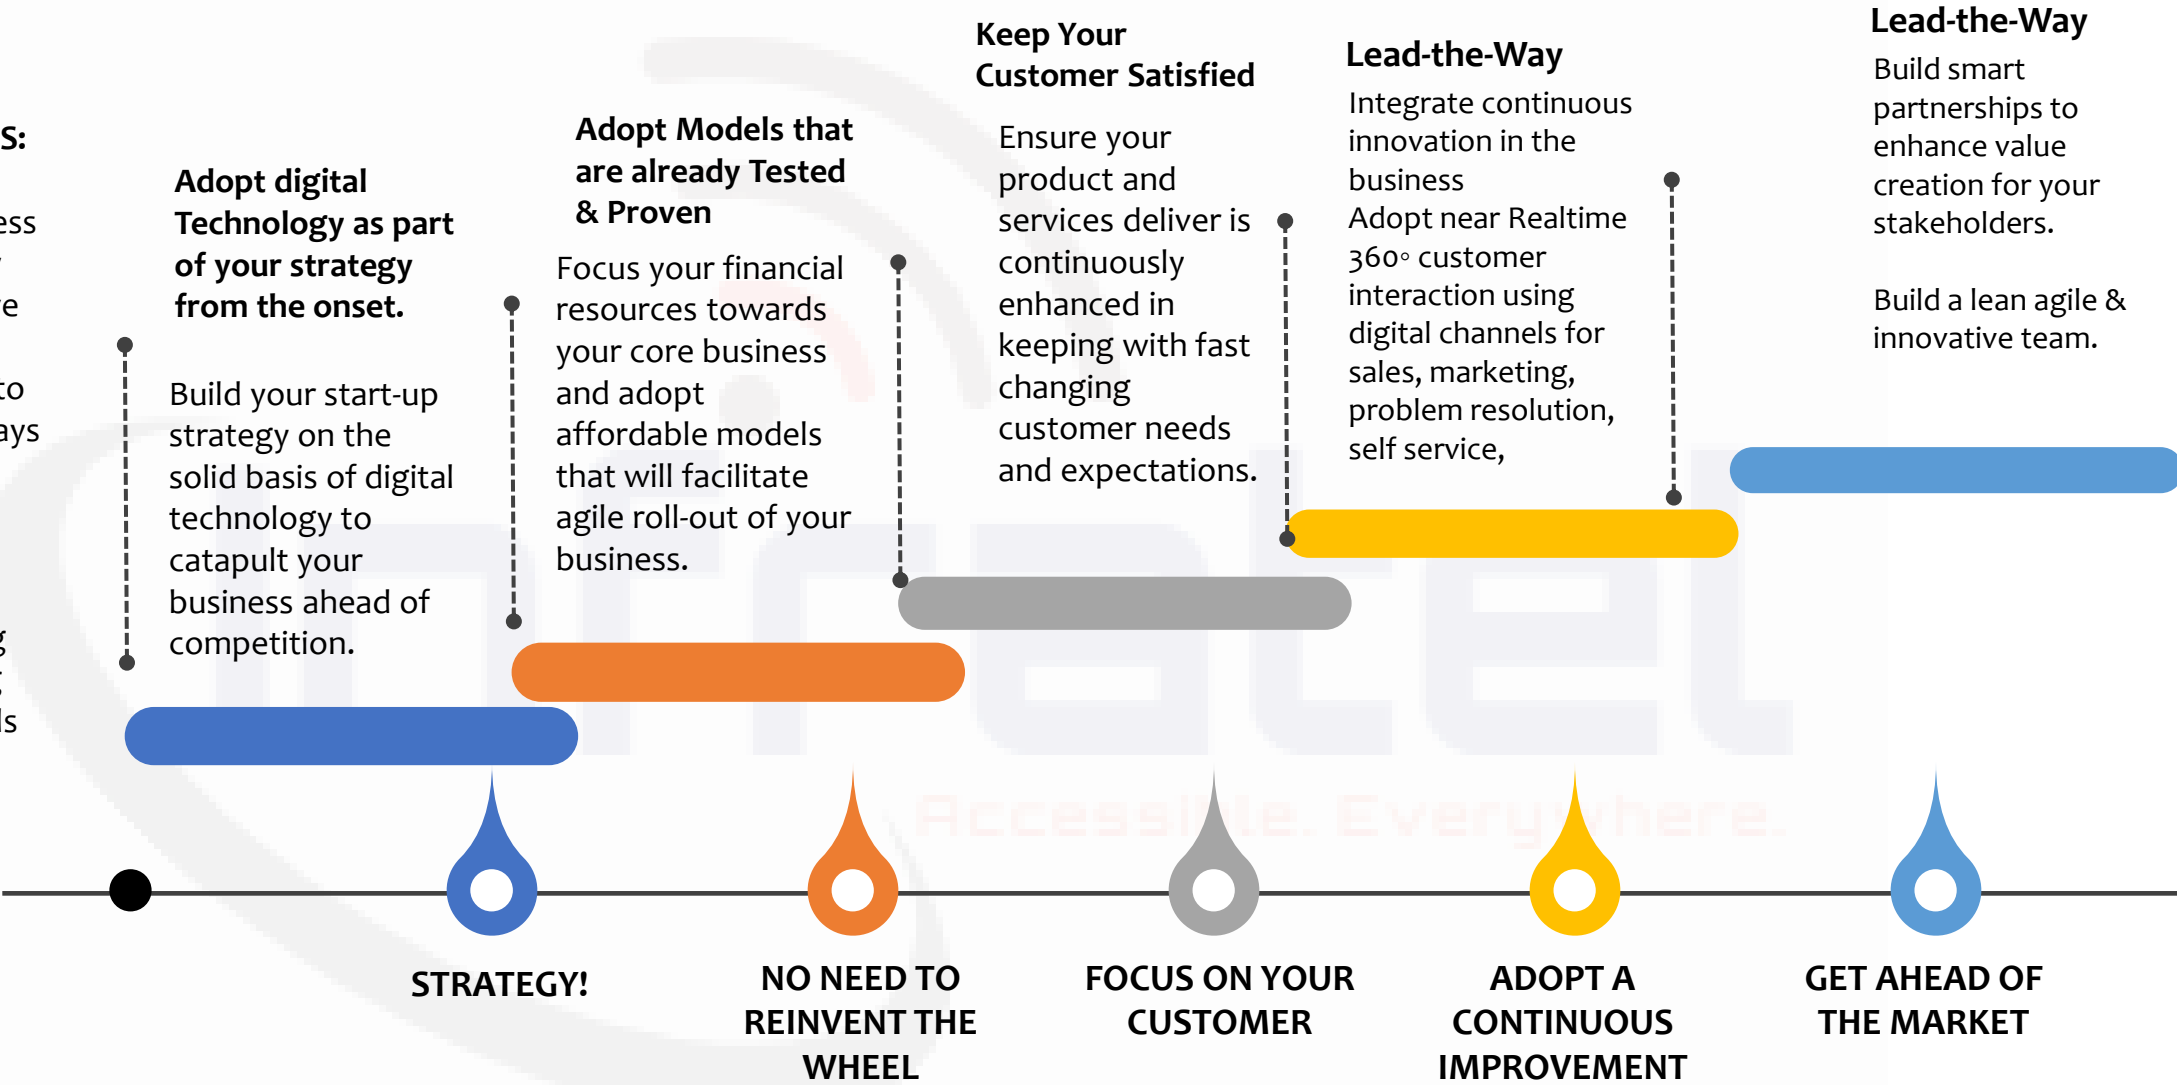 S:
ess
e
to
ays
g
ls
Adopt digital
Technology as part
of your strategy
from the onset.
Build your start-up
strategy on the
solid basis of digital
technology to
catapult your
business ahead of
competition.
Adopt Models that
are already Tested
& Proven
Focus your financial
resources towards
your core business
and adopt
affordable models
that will facilitate
agile roll-out of your
business.
Keep Your
Customer Satisfied
Ensure your
product and
services deliver is
continuously
enhanced in
keeping with fast
changing
customer needs
and expectations.
Lead-the-Way
Integrate continuous
innovation in the
business
Adopt near Realtime
360° customer
interaction using
digital channels for
sales, marketing,
problem resolution,
self service,
Lead-the-Way
Build smart
partnerships to
enhance value
creation for your
stakeholders.
Build a lean agile &
innovative team.
Infratel
Accessible. Everywhere.
STRATEGY!
NO NEED TO
REINVENT THE
WHEEL
FOCUS ON YOUR
CUSTOMER
ADOPT A
CONTINUOUS
IMPROVEMENT
GET AHEAD OF
THE MARKET